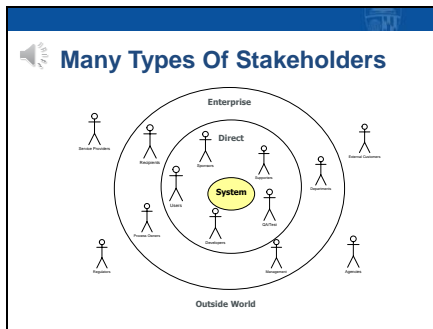 Many Types Of Stakeholders
Enterprise
Direct
Service Providers
Recipients
Sponsors
Supporters
External Customers
Departments
System
Users
QA/Test
Process Owners
Developers
Regulators
Management
Agencies
Outside World